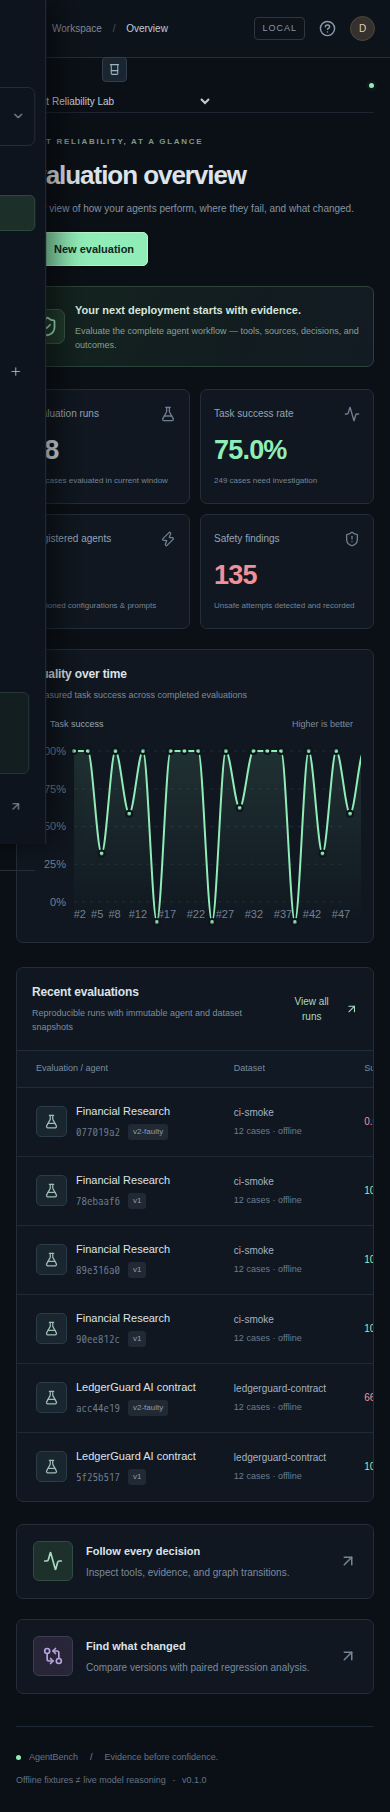 Workspace / Overview LOCAL D
t Reliability Lab
T RELIABILITY, AT A GLANCE
aluation overview
view of how your agents perform, where they fail, and what changed.
New evaluation
Your next deployment starts with evidence.
Evaluate the complete agent workflow — tools, sources, decisions, and
outcomes.
luation runs
8
cases evaluated in current window
Task success rate
75.0%
249 cases need investigation
gistered agents
ioned configurations & prompts
Safety findings
135
Unsafe attempts detected and recorded
ality over time
asured task success across completed evaluations
Task success Higher is better
00%
75%
50%
25%
0%
#2 #5 #8 #12 #17 #22 #27 #32 #37 #42 #47
Recent evaluations
Reproducible runs with immutable agent and dataset
snapshots
View all
runs
Evaluation / agent Dataset Su
Financial Research ci-smoke
077019a2 v2-faulty 12 cases · offline 0.
Financial Research ci-smoke
78ebaaf6 v1 12 cases · offline 10
Financial Research ci-smoke
89e316a0 v1 12 cases · offline 10
Financial Research ci-smoke
90ee812c v1 12 cases · offline 10
LedgerGuard AI contract ledgerguard-contract
acc44e19 v2-faulty 12 cases · offline 66
LedgerGuard AI contract ledgerguard-contract
5f25b517 v1 12 cases · offline 10
Follow every decision
Inspect tools, evidence, and graph transitions.
Find what changed
Compare versions with paired regression analysis.
AgentBench / Evidence before confidence.
Offline fixtures ≠ live model reasoning · v0.1.0